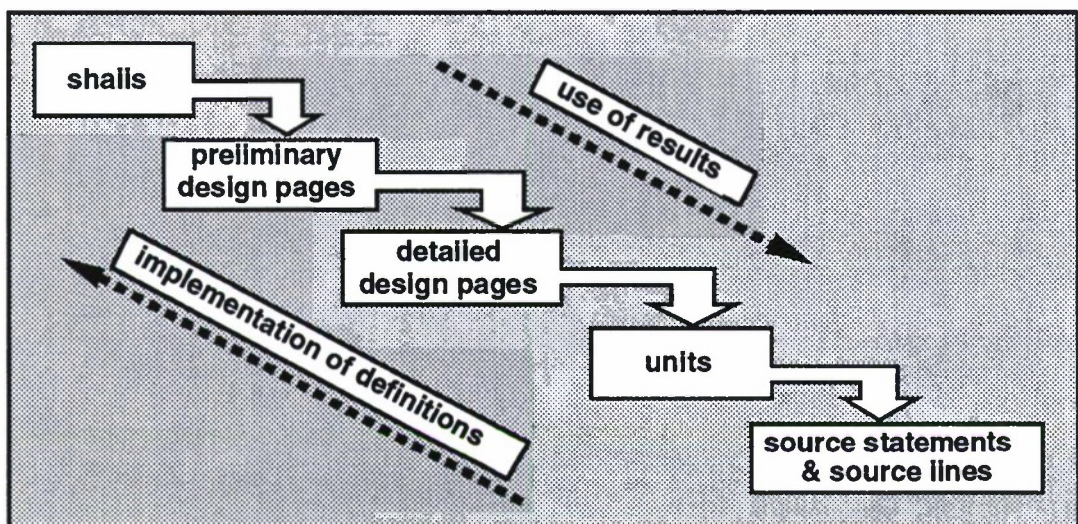 shalls
use of results
preliminary
design pages
detailed
design pages
implementation of definitions
units
source statements
& source lines